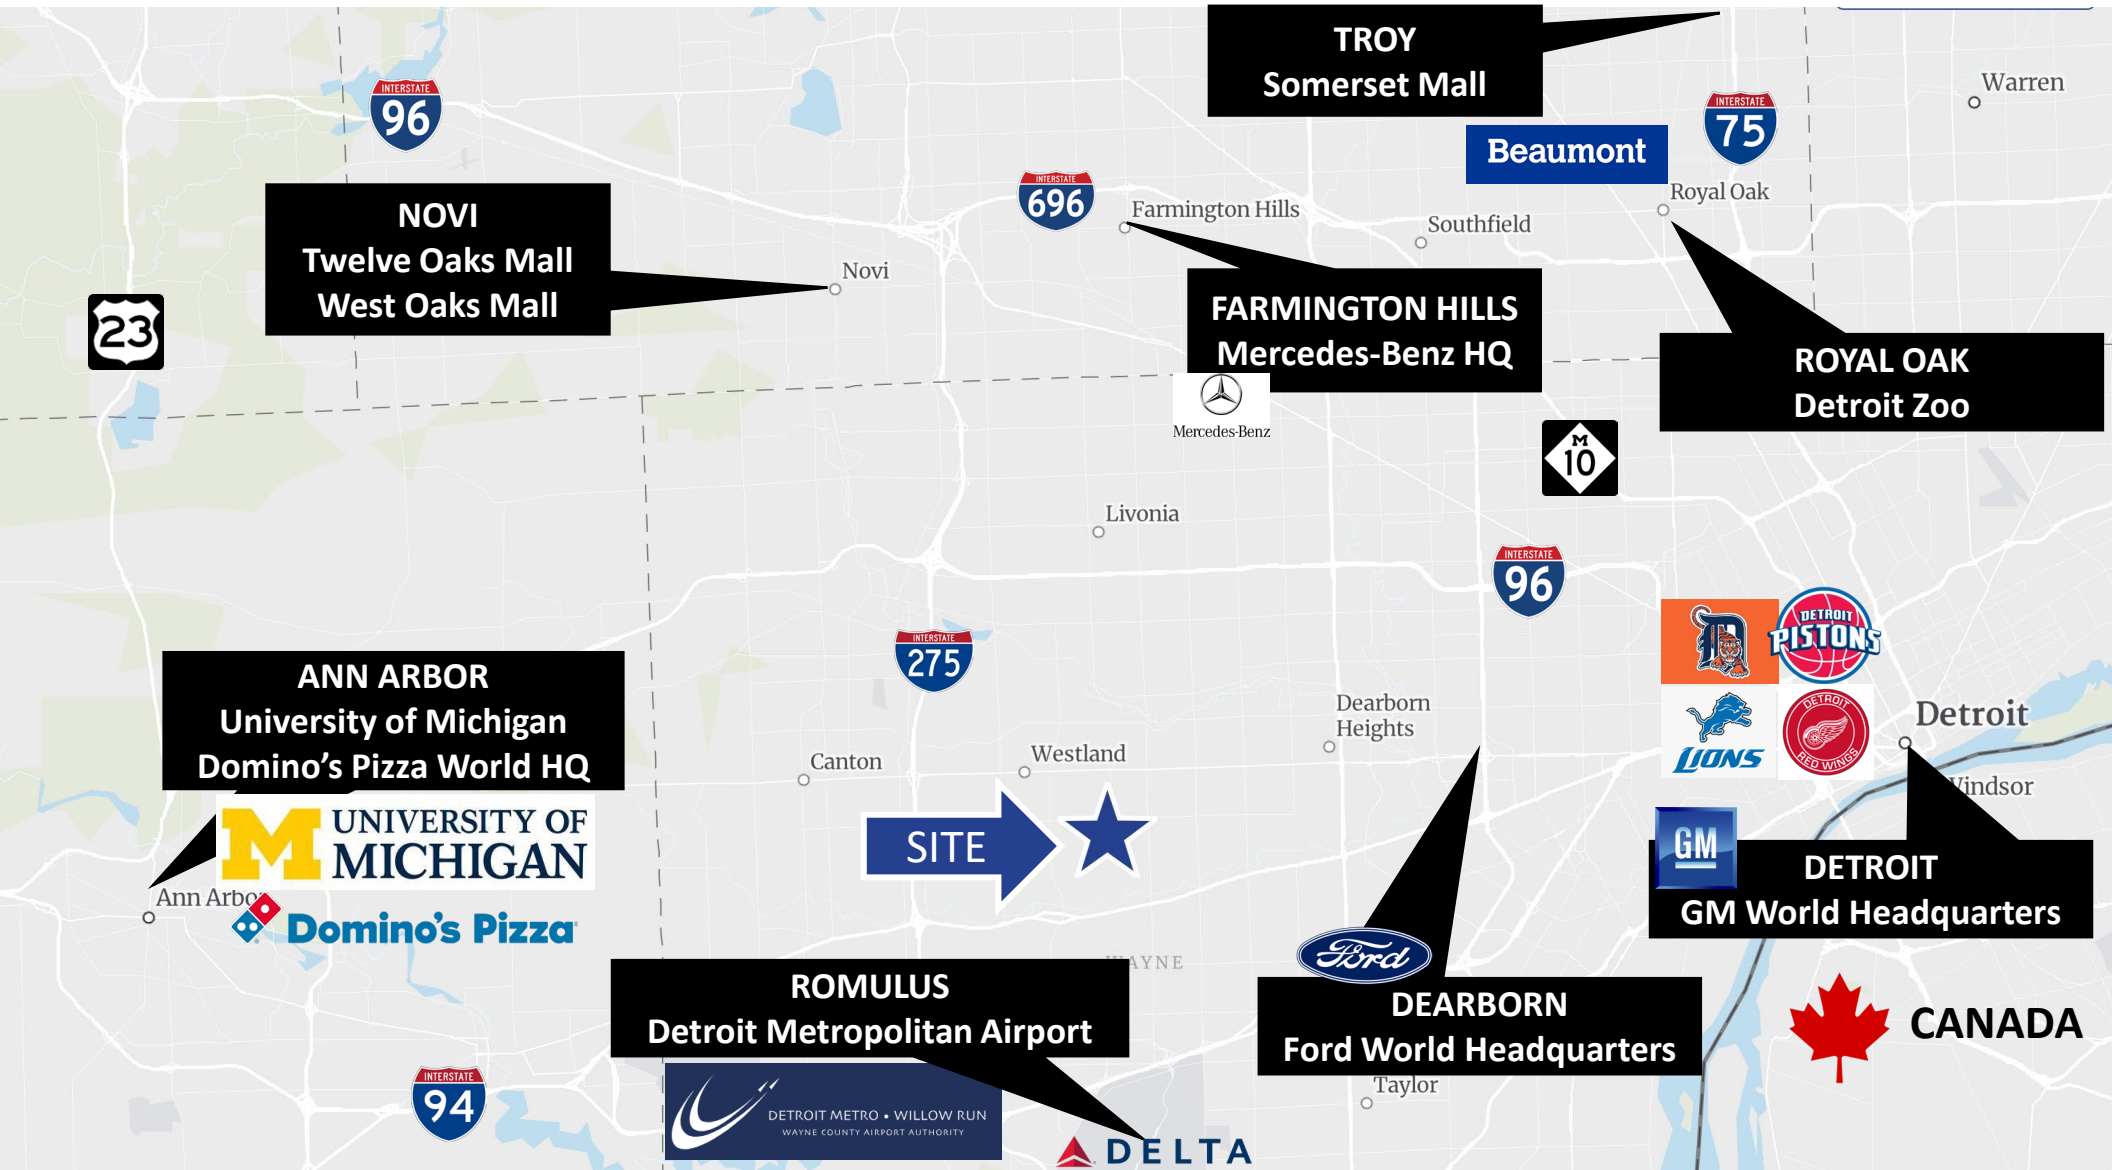 TROY
Somerset Mall
Warren
INTERSTATE
96
INTERSTATE
75
Beaumont
Royal Oak
NOVI
Twelve Oaks Mall
West Oaks Mall
INTERSTATE
696
Farmington Hills
Southfield
Novi
23
FARMINGTON HILLS
Mercedes-Benz HQ
ROYAL OAK
Detroit Zoo
Mercedes-Benz
M
10
Livonia
INTERSTATE
96
INTERSTATE
275
D
DETROIT
PISTONS
LIONS
DETROIT
RED WINGS
Detroit
ANN ARBOR
University of Michigan
Domino's Pizza World HQ
Dearborn
Heights
Canton
Westland
Vindsor
M
UNIVERSITY OF
MICHIGAN
SITE
GM
DETROIT
GM World Headquarters
Ann Arbo
Domino's Pizza
Ford
WAYNE
ROMULUS
Detroit Metropolitan Airport
DEARBORN
Ford World Headquarters
CANADA
INTERSTATE
94
DETROIT METRO • WILLOW RUN
WAYNE COUNTY AIRPORT AUTHORITY
Taylor
DELTA